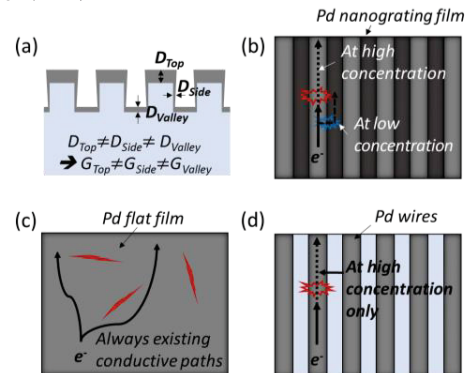 (a)
D_Top
D_Side
D_Valley
D_Top≠D_Side≠ D_Valley
➔ G_Top≠G_Side≠G_Valley
(b)
Pd nanograting film
At high
concentration
At low
concentration
e-
(c)
Pd flat film
Always existing
conductive paths
e-
(d)
Pd wires
At high
concentration
only
e-